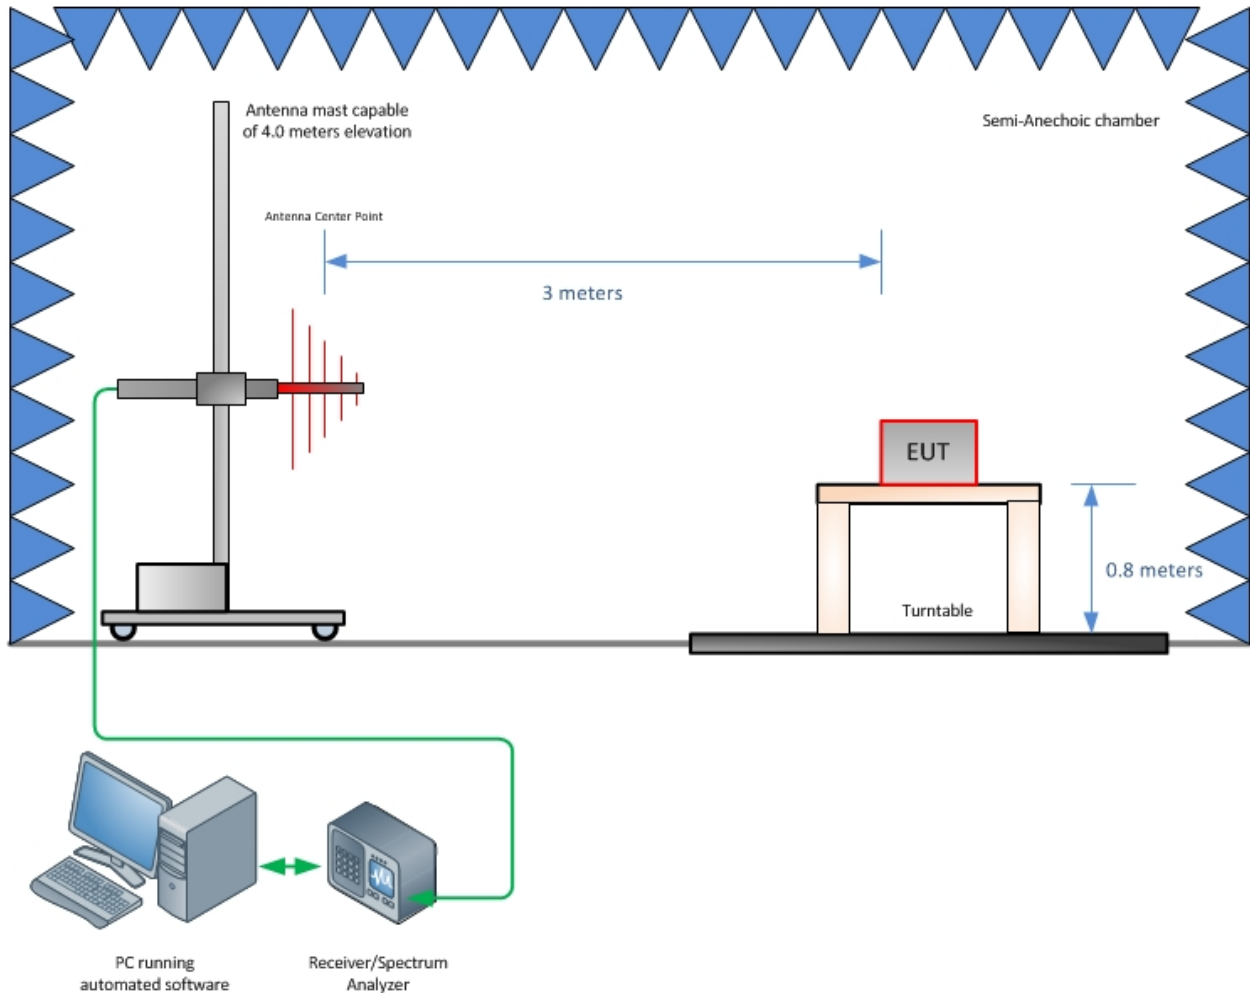 Antenna mast capable
of 4.0 meters elevation
Semi-Anechoic chamber
Antenna Center Point
3 meters
EUT
0.8 meters
Turntable
PC running
automated software
Receiver/Spectrum
Analyzer